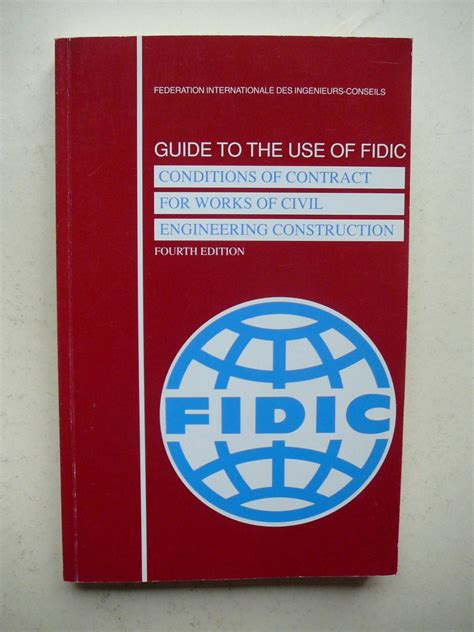 FEDERATION INTERNATIONALE DES INGENIEURS-CONSEILS
GUIDE TO THE USE OF FIDIC
CONDITIONS OF CONTRACT
FOR WORKS OF CIVIL
ENGINEERING CONSTRUCTION
FOURTH EDITION
FIDIC